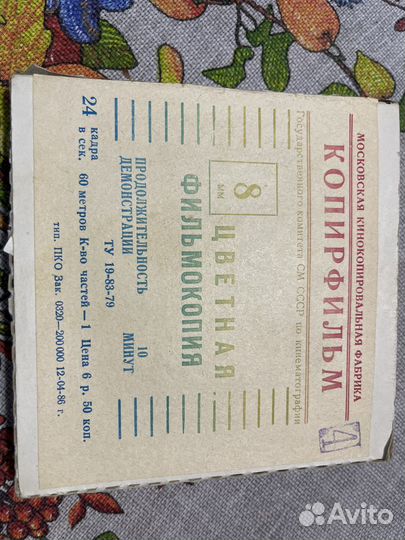 МОСКОВСКАЯ КИНОКОПИРОВАЛЬНАЯ ФАБРИКА
КОПИРФИЛЬМ
Государственного комитета СМ СССР по кинематографии
8
мм
ЦВЕТНАЯ
ФИЛЬМОКОПИЯ
ПРОДОЛЖИТЕЛЬНОСТЬ
ДЕМОНСТРАЦИИ
10
МИНУТ
ТУ 19-83-79
24 кадра
в сек. 60 метров К-во частей—1 Цена 6 р. 50 коп.
тип. ПКО Зак. 0320—200 000 12-04-86 г.
Avito